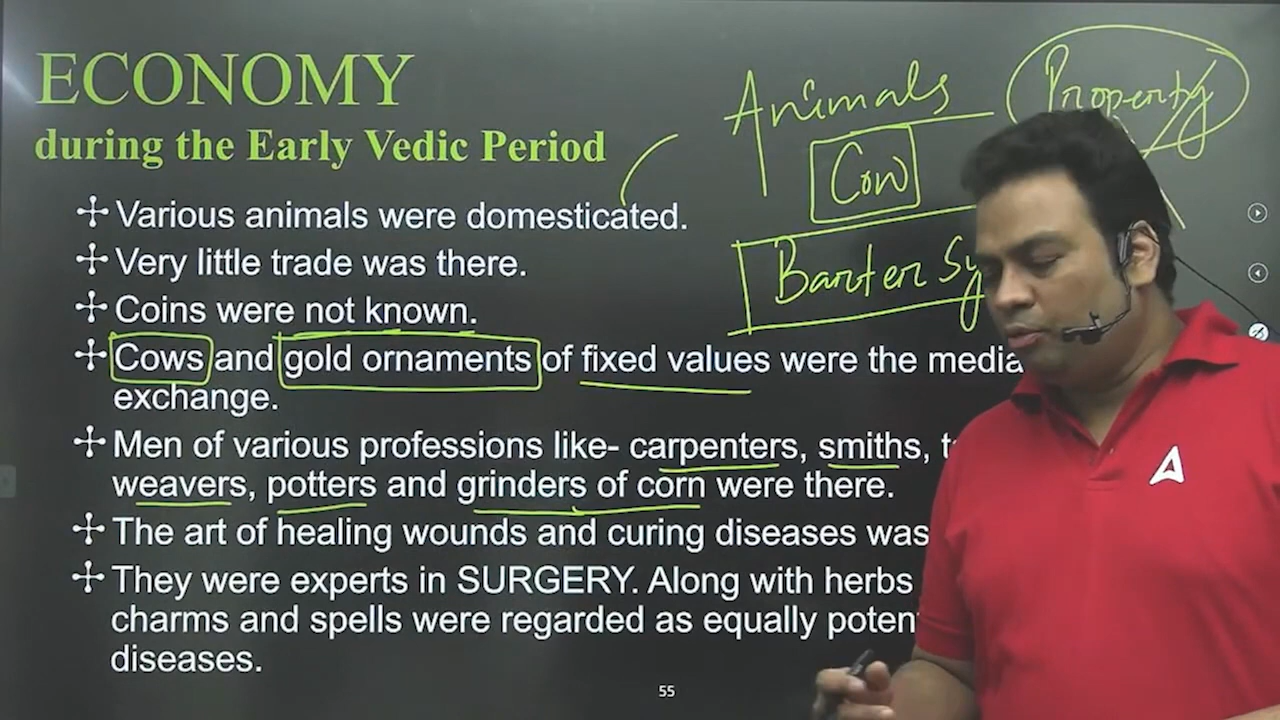 ECONOMY
during the Early Vedic Period
Various animals were domesticated.
Very little trade was there.
Coins were not known.
Cows and gold ornaments of fixed values were the media
exchange.
Men of various professions like- carpenters, smiths,
weavers, potters and grinders of corn were there.
The art of healing wounds and curing diseases was
They were experts in SURGERY. Along with herbs
charms and spells were regarded as equally poten
diseases.
Animals
Property
Cow
Barter Sy
55